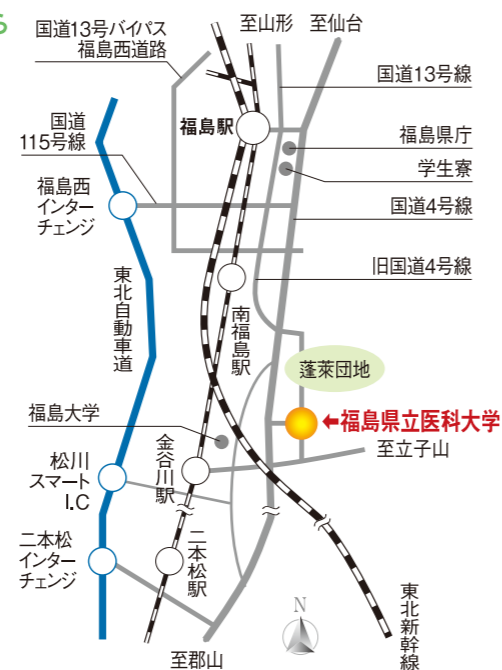 ら
国道13号バイパス
福島西道路
至山形
至仙台
国道13号線
国道
115号線
福島駅
福島県庁
学生寮
福島西
インター
チェンジ
国道4号線
旧国道4号線
東北自動車道
南福島駅
蓬莱団地
福島大学
←福島県立医科大学
金谷川駅
至立子山
松川
スマート
I.C
二本松駅
二本松
インター
チェンジ
N
東北新幹線
至郡山